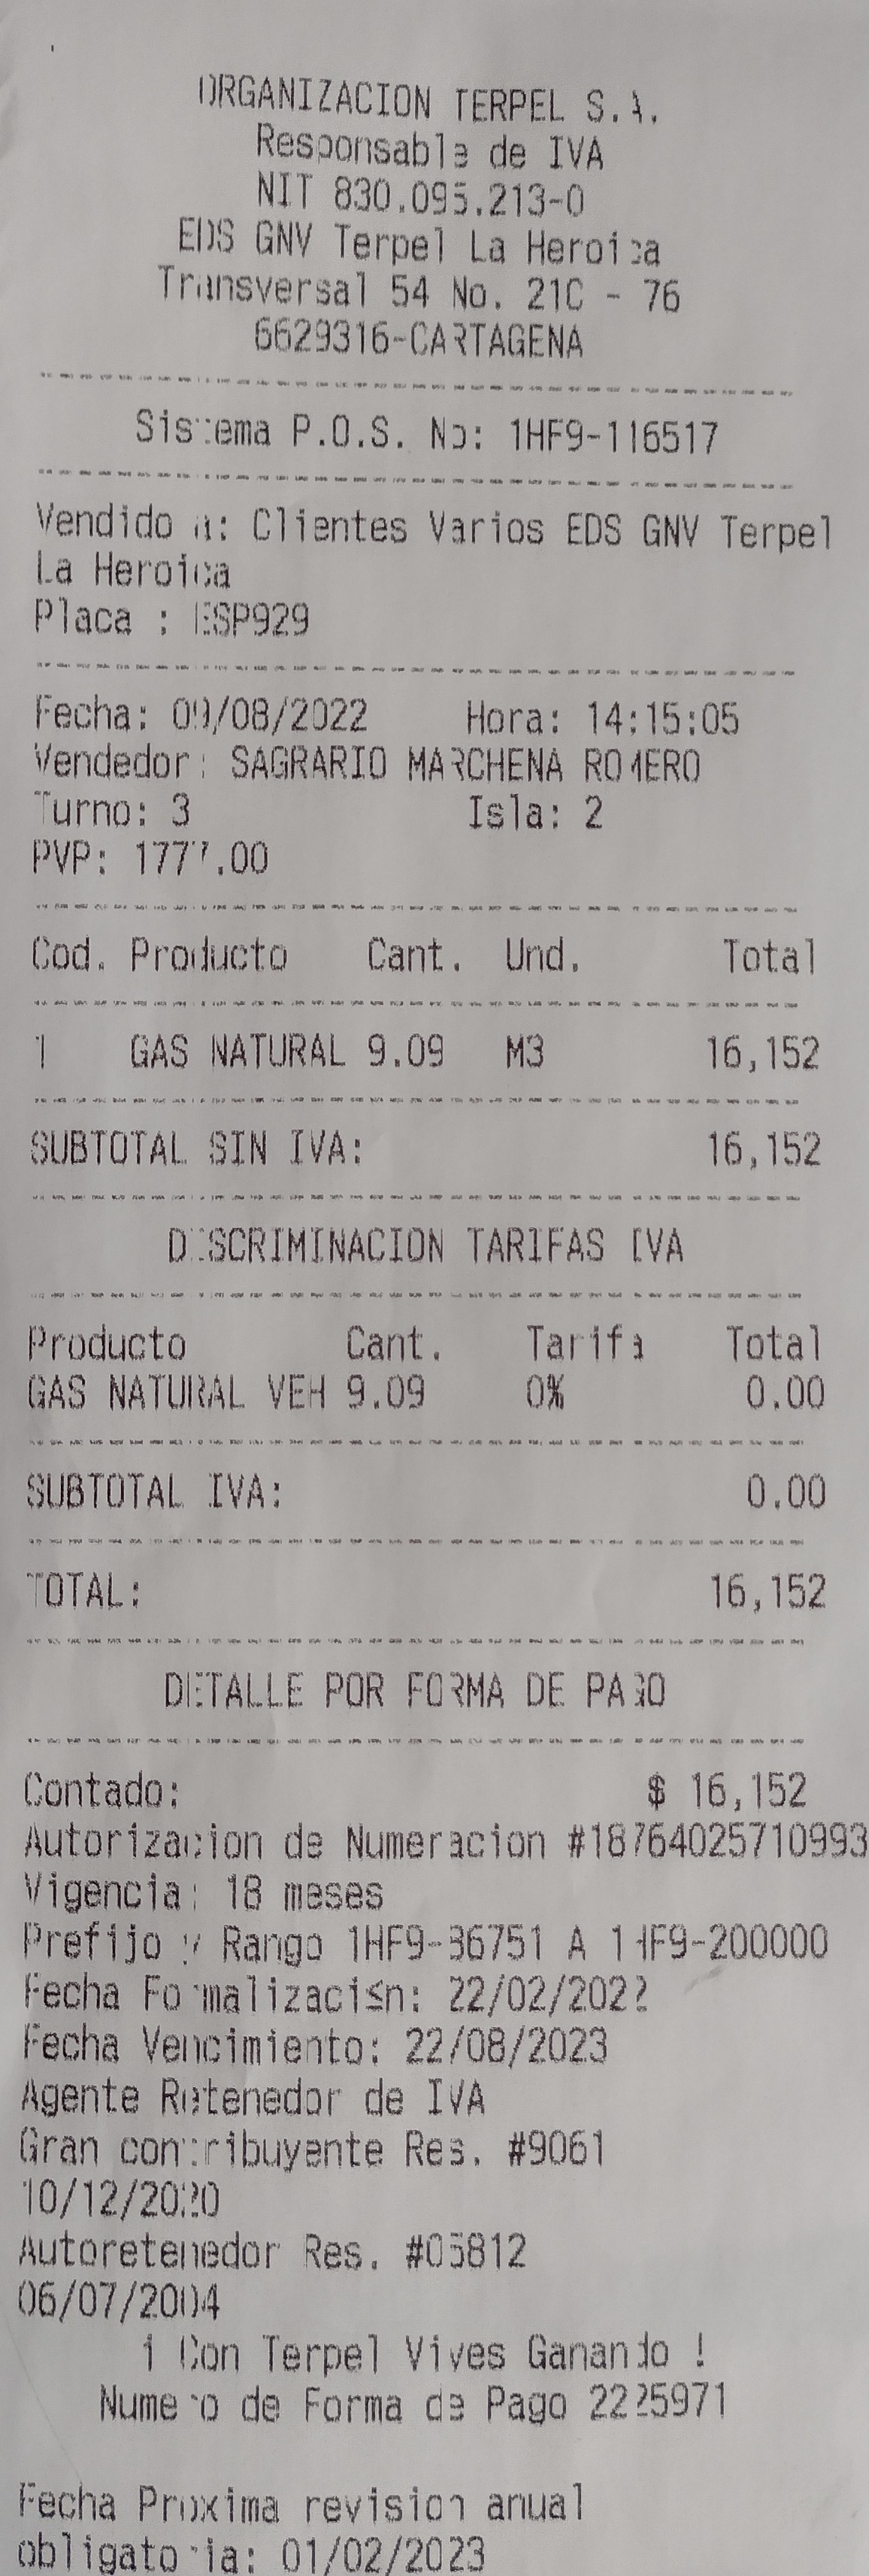 ORGANIZACION TERPEL S.A.
Responsable de IVA
NIT 830.095.213-0
EDS GNV Terpel La Heroica
Transversal 54 No. 21C - 76
6629316-CARTAGENA
Sistema P.O.S. No: 1HF9-116517
Vendido a: Clientes Varios EDS GNV Terpel
La Heroica
Placa : ESP929
Fecha: 09/08/2022 Hora: 14:15:05
Vendedor: SAGRARIO MARCHENA ROMERO
Turno: 3 Isla: 2
PVP: 1777.00
Cod. Producto Cant. Und. Total
1 GAS NATURAL 9.09 M3 16,152
SUBTOTAL SIN IVA: 16,152
DISCRIMINACION TARIFAS IVA
Producto Cant. Tarifa Total
GAS NATURAL VEH 9.09 0% 0.00
SUBTOTAL IVA: 0.00
TOTAL: 16,152
DETALLE POR FORMA DE PAGO
Contado: $ 16,152
Autorizacion de Numeracion #18764025710993
Vigencia: 18 meses
Prefijo y Rango 1HF9-86751 A 1HF9-200000
Fecha Formalizaci≤n: 22/02/2022
Fecha Vencimiento: 22/08/2023
Agente Retenedor de IVA
Gran contribuyente Res. #9061
10/12/2020
Autoretenedor Res. #05812
06/07/2004
¡ Con Terpel Vives Ganando !
Numero de Forma de Pago 2225971
Fecha Proxima revision anual
obligatoria: 01/02/2023